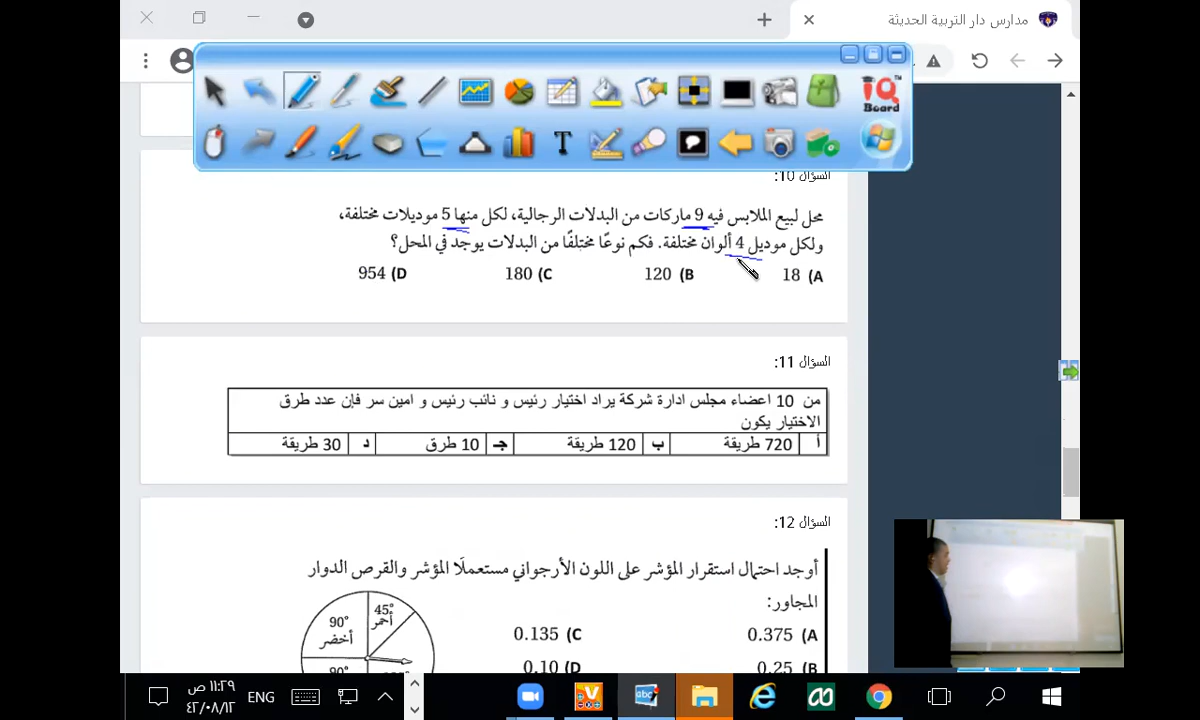 مدارس دار التربية الحديثة
IQ
Board
السؤال 10:
محل لبيع الملابس فيه 9 ماركات من البدلات الرجالية، لكل منها 5 موديلات مختلفة،
ولكل موديل 4 ألوان مختلفة. فكم نوعًا مختلفًا من البدلات يوجد في المحل؟
A) 18
B) 120
C) 180
D) 954
السؤال 11:
من 10 اعضاء مجلس ادارة شركة يراد اختيار رئيس و نائب رئيس و امين سر فإن عدد طرق
الاختيار يكون
أ 720 طريقة ب 120 طريقة جـ 10 طرق د 30 طريقة
السؤال 12:
أوجد احتمال استقرار المؤشر على اللون الأرجواني مستعملًا المؤشر والقرص الدوار
المجاور:
A) 0.375
C) 0.135
B) 0.25
D) 0.10
45°
أحمر
90°
أخضر
90°
ENG
١١:٢٩ ص
٤٢/٠٨/١٢